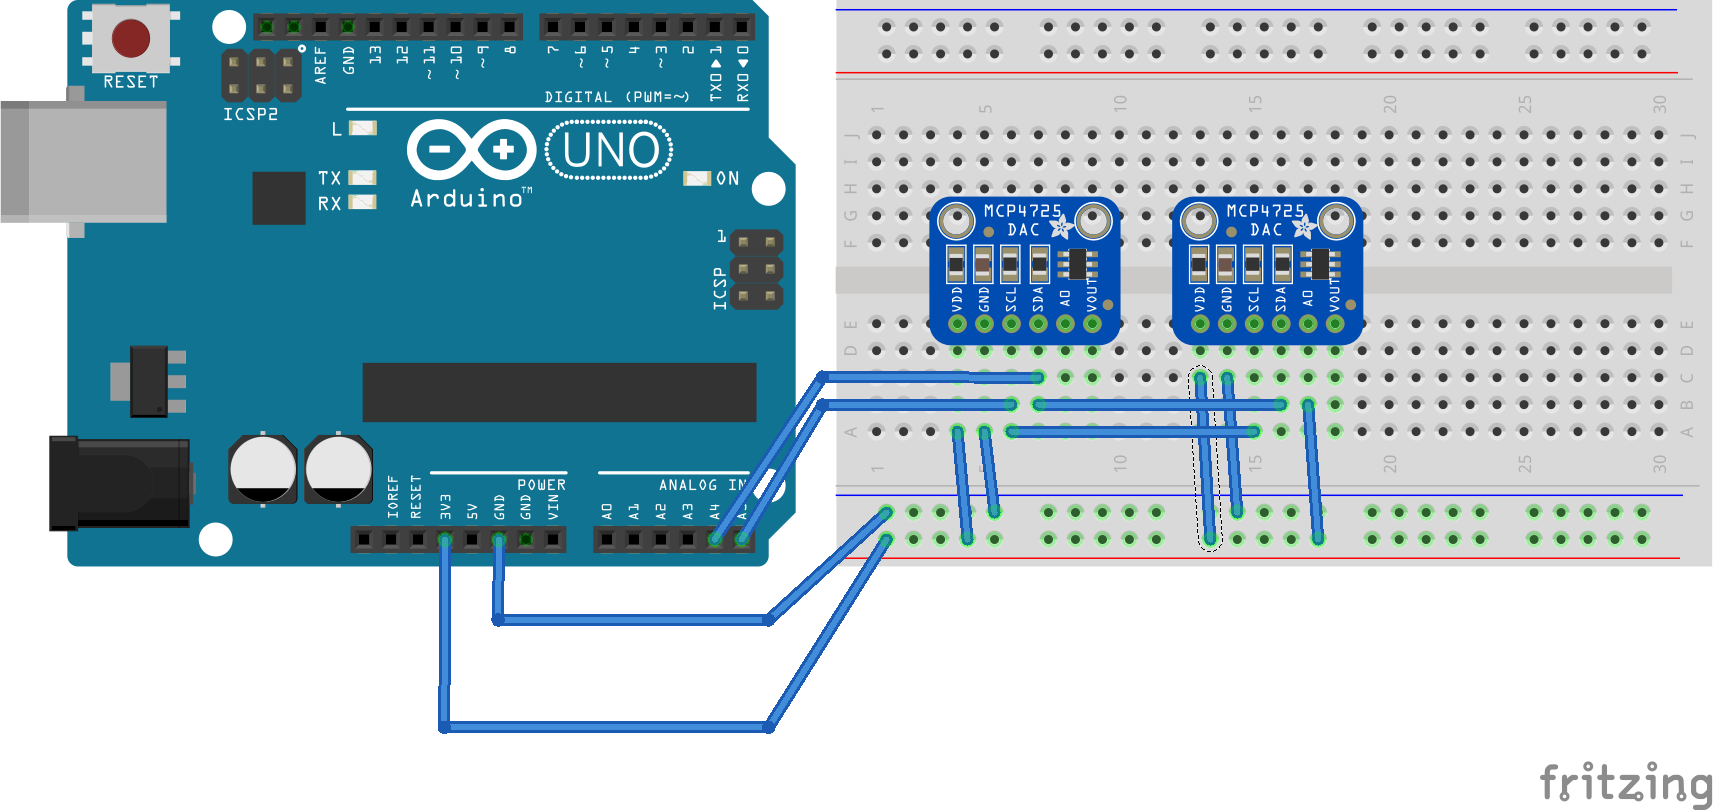 RESET
ICSP2
AREF
GND
13
12
~11
~10
~9
8
7
~6
~5
4
~3
2
TX0▶1
RX0◀0
DIGITAL (PWM=~)
L
TX
RX
Arduino™
UNO
ON
1
ICSP
IOREF
RESET
3V3
5V
GND
GND
VIN
POWER
A0
A1
A2
A3
A4
ANALOG IN
1
5
10
15
20
25
30
J
I
H
G
F
E
D
C
B
A
J
I
H
G
F
E
D
C
B
A
MCP4725
DAC
VDD
GND
SCL
SDA
A0
VOUT
MCP4725
DAC
VDD
GND
SCL
SDA
A0
VOUT
1
10
15
20
25
30
fritzing